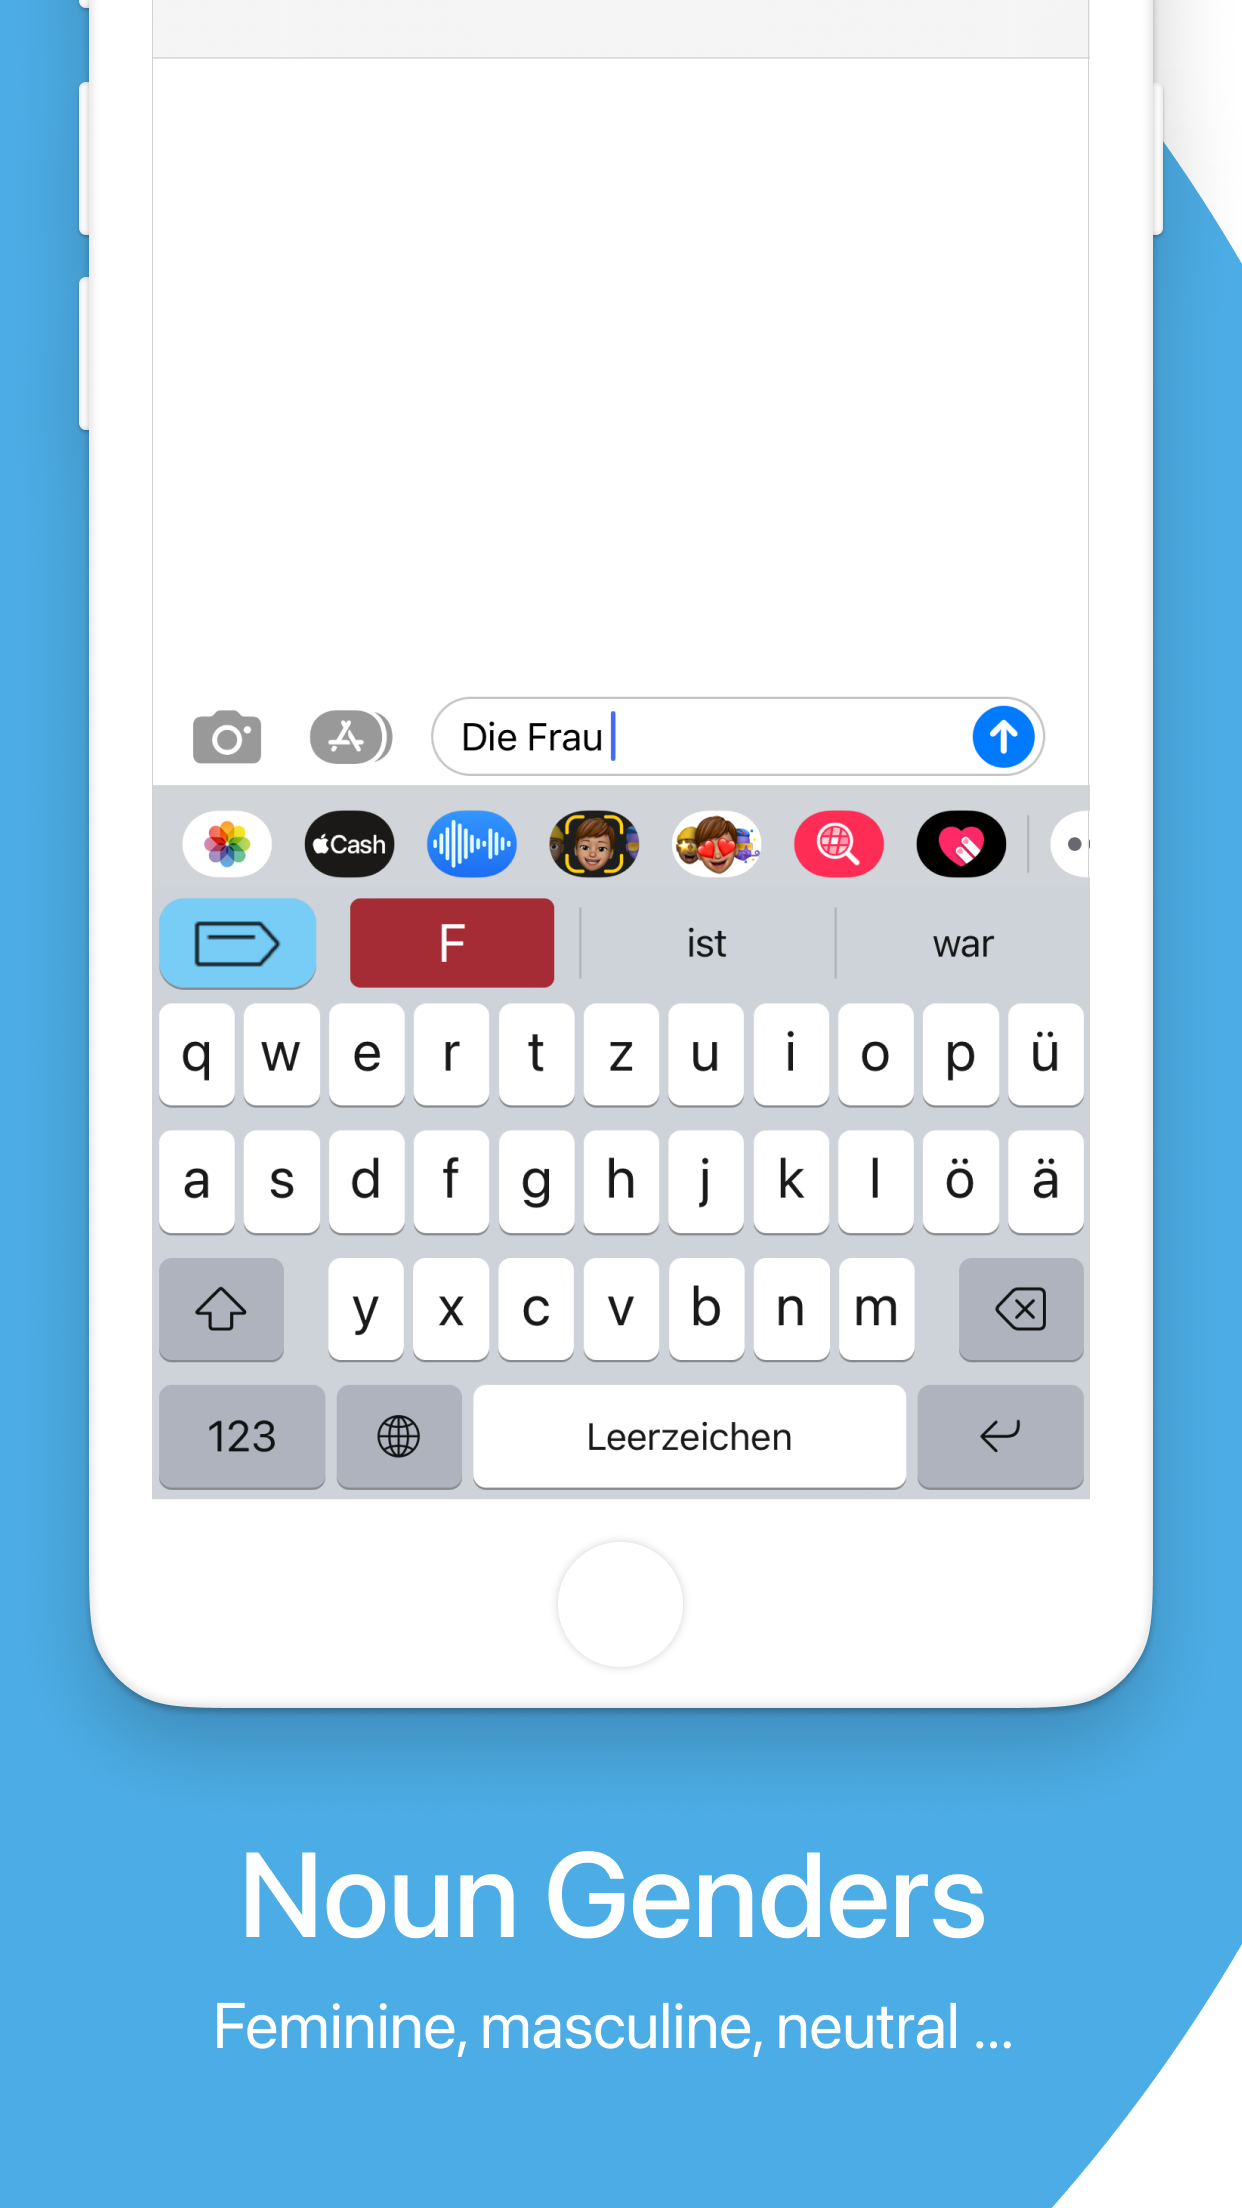 Die Frau
Cash
F ist war
q w e r t z u i o p ü
a s d f g h j k l ö ä
y x c v b n m
123 Leerzeichen
Noun Genders
Feminine, masculine, neutral ...